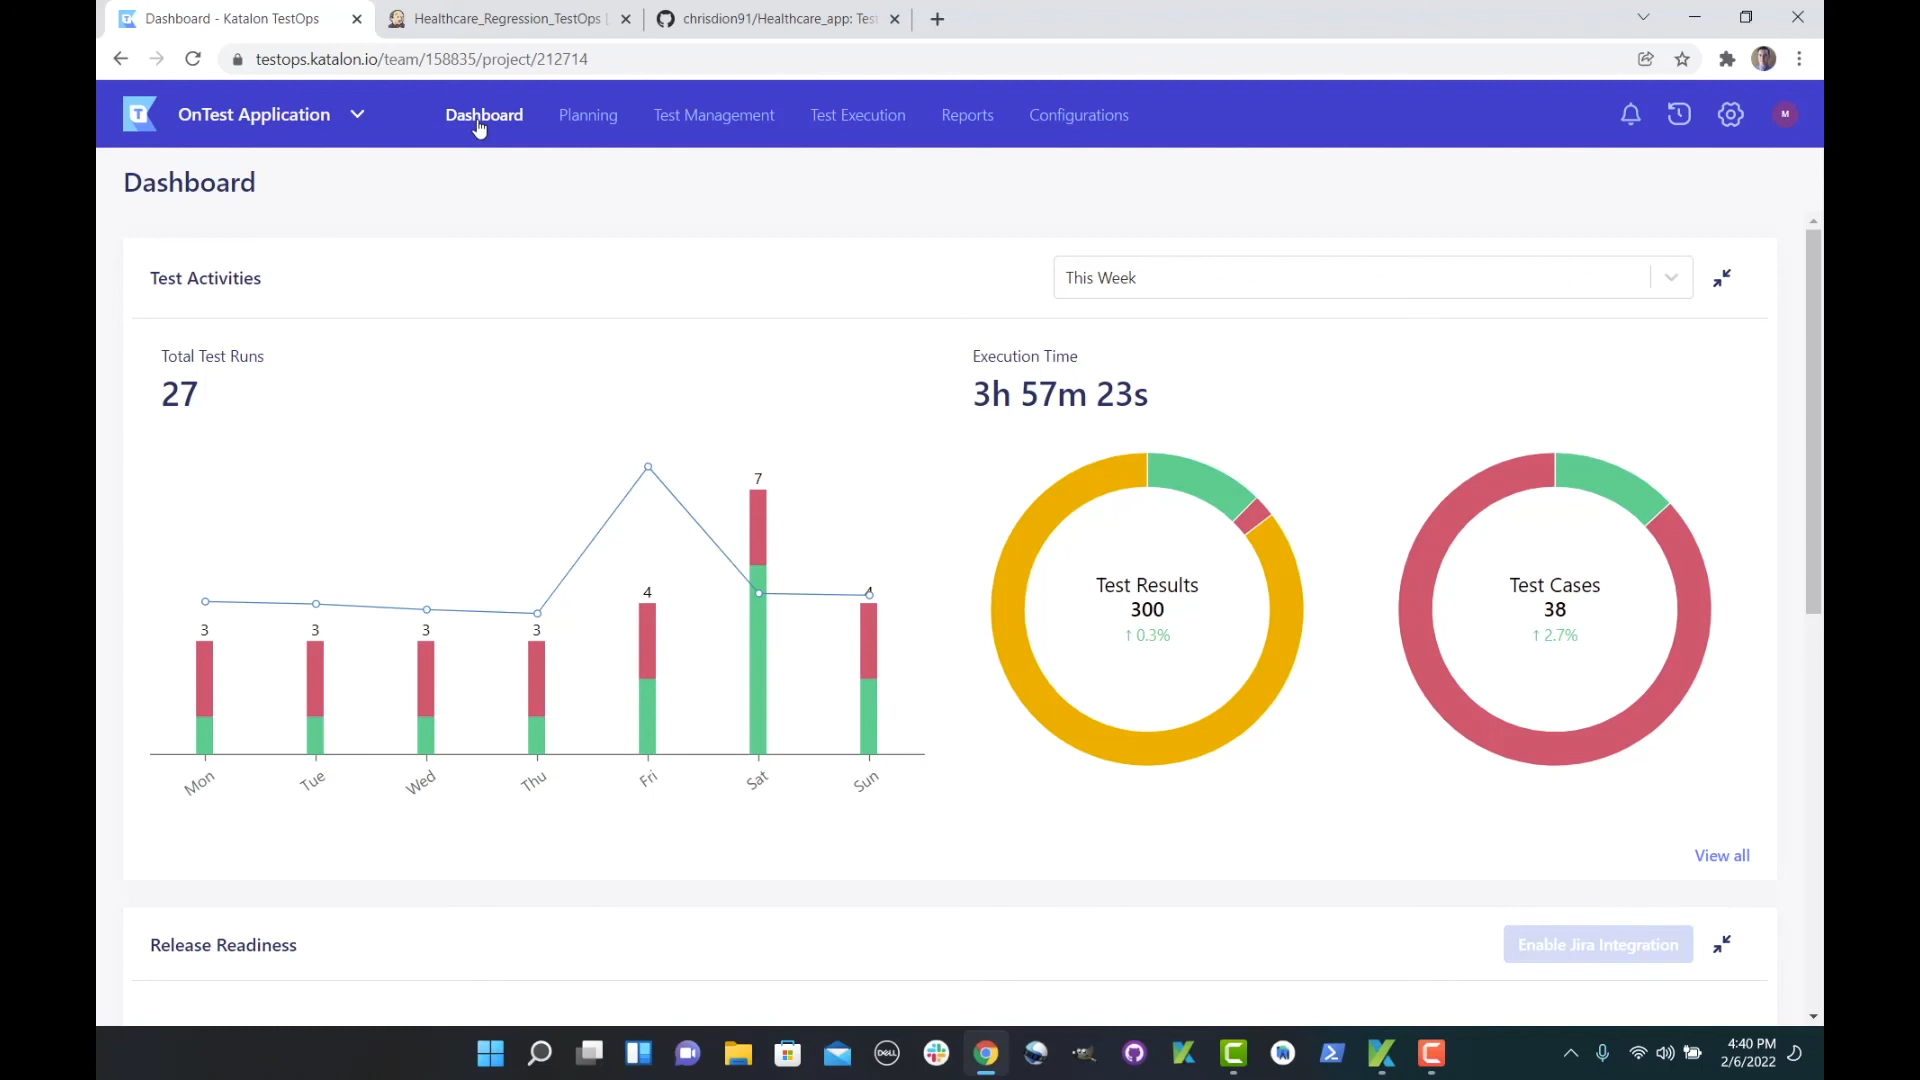 Dashboard - Katalon TestOps
Healthcare_Regression_TestOps [
chrisdion91/Healthcare_app: Test
testops.katalon.io/team/158835/project/212714
T
OnTest Application
Dashboard
Planning
Test Management
Test Execution
Reports
Configurations
M
Dashboard
Test Activities
This Week
Total Test Runs
27
Execution Time
3h 57m 23s
3
3
3
3
4
7
4
Mon
Tue
Wed
Thu
Fri
Sat
Sun
Test Results
300
↑ 0.3%
Test Cases
38
↑ 2.7%
View all
Release Readiness
Enable Jira Integration
DELL
4:40 PM
2/6/2022